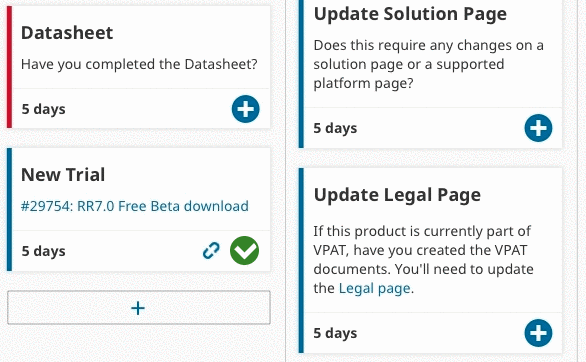 Datasheet
Have you completed the Datasheet?
5 days
New Trial
#29754: RR7.0 Free Beta download
5 days
Update Solution Page
Does this require any changes on a
solution page or a supported
platform page?
5 days
Update Legal Page
If this product is currently part of
VPAT, have you created the VPAT
documents. You'll need to update
the Legal page.
5 days